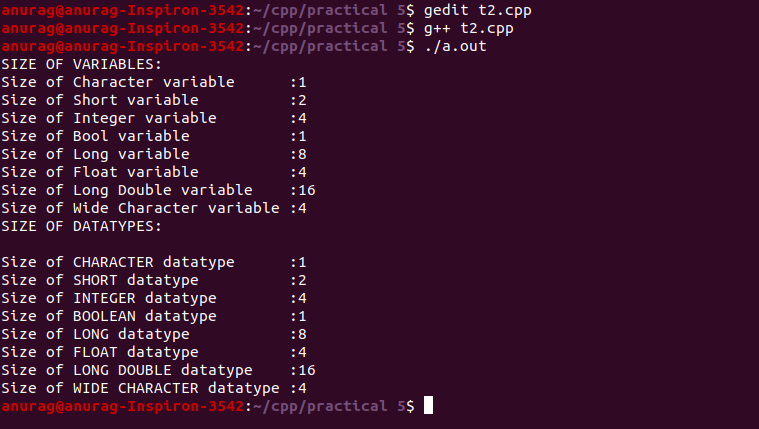 anurag@anurag-Inspiron-3542:~/cpp/practical 5$ gedit t2.cpp
anurag@anurag-Inspiron-3542:~/cpp/practical 5$ g++ t2.cpp
anurag@anurag-Inspiron-3542:~/cpp/practical 5$ ./a.out
SIZE OF VARIABLES:
Size of Character variable      :1
Size of Short variable          :2
Size of Integer variable        :4
Size of Bool variable           :1
Size of Long variable           :8
Size of Float variable          :4
Size of Long Double variable    :16
Size of Wide Character variable :4
SIZE OF DATATYPES:

Size of CHARACTER datatype      :1
Size of SHORT datatype          :2
Size of INTEGER datatype        :4
Size of BOOLEAN datatype        :1
Size of LONG datatype           :8
Size of FLOAT datatype          :4
Size of LONG DOUBLE datatype    :16
Size of WIDE CHARACTER datatype :4
anurag@anurag-Inspiron-3542:~/cpp/practical 5$